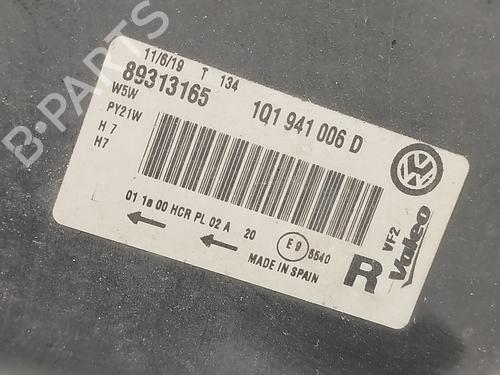 B-PARTS
11/6/19 T 134
89313165
1Q1 941 006 D
W5W
PY21W
H 7
H7
01 1a 00 HCR PL 02 A 20
E9 5540
MADE IN SPAIN
R
VF2
Valeo